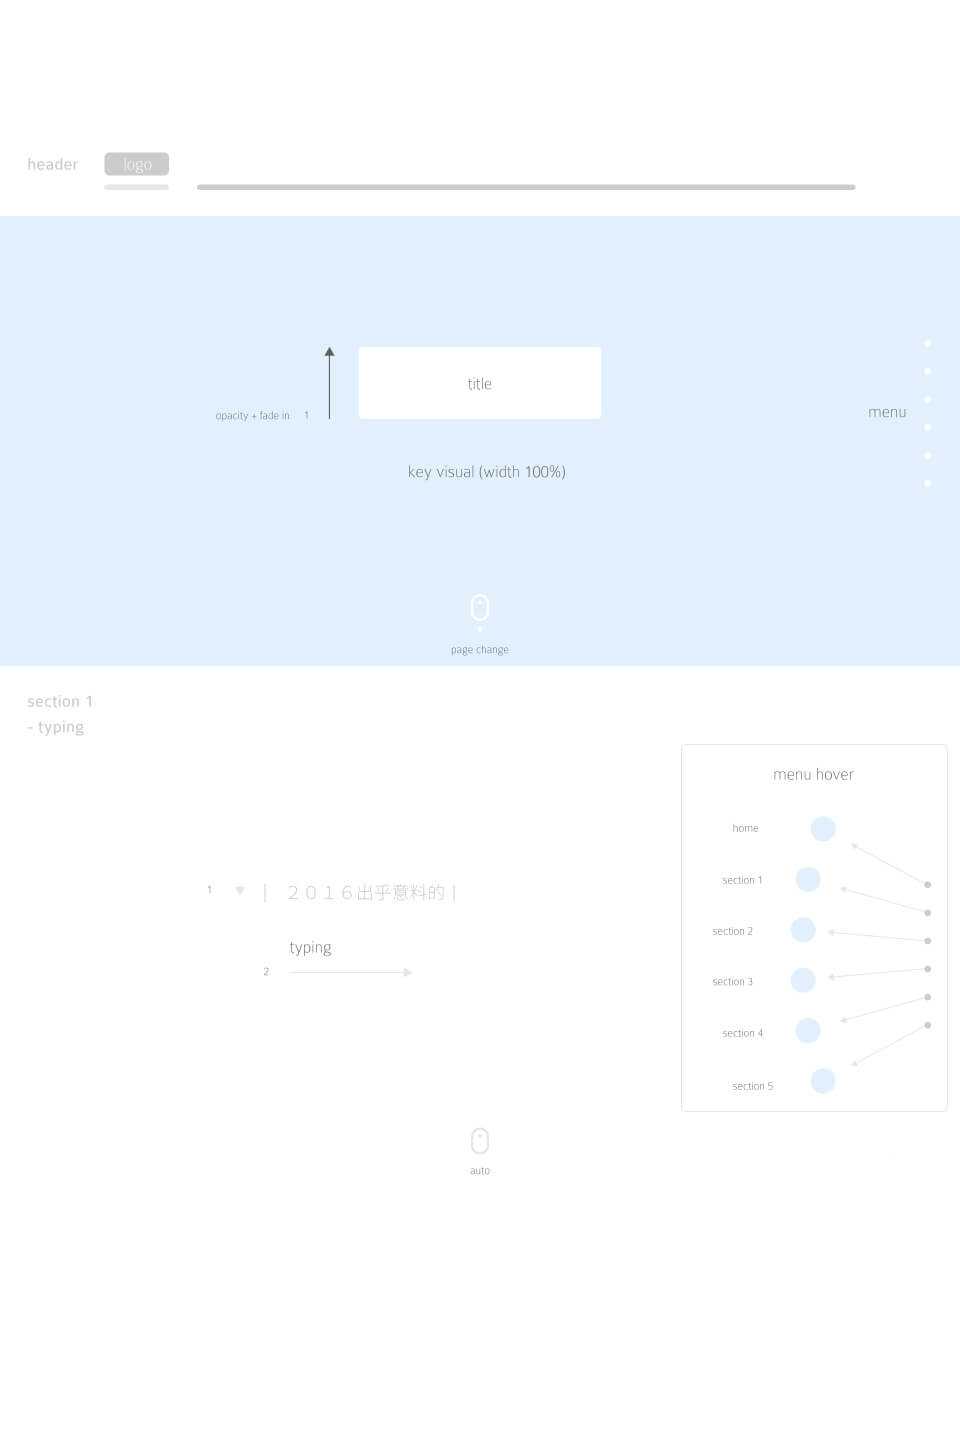 header
logo
title
opacity + fade in 1
menu
key visual (width 100%)
page change
section 1
- typing
menu hover
home
section 1
section 2
section 3
section 4
section 5
1
| ２０１６出乎意料的 |
typing
2
auto